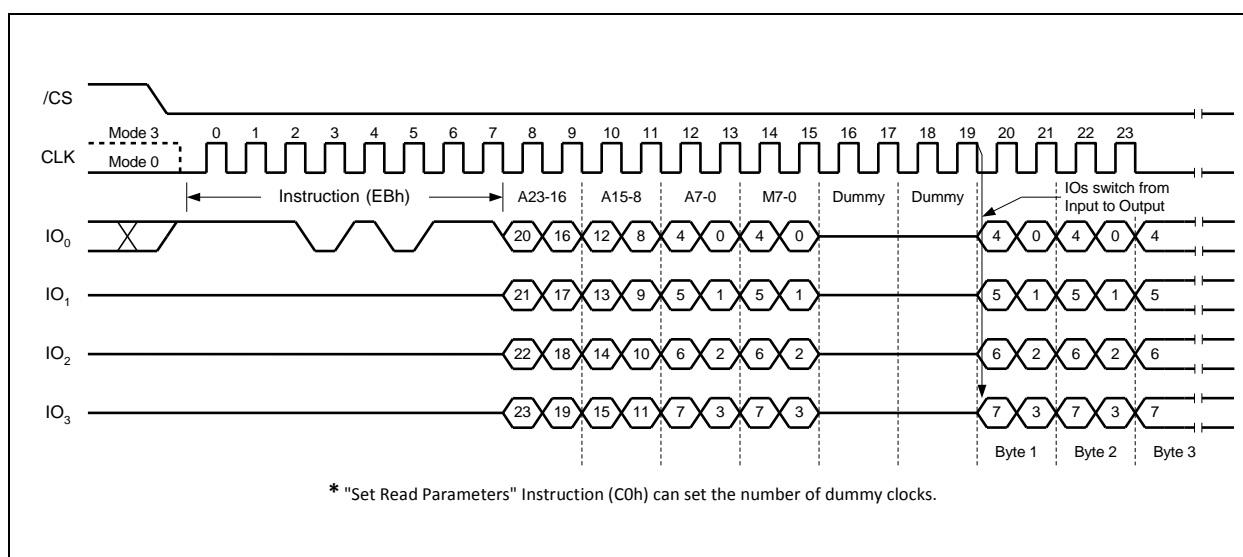 /CS
Mode 3 0 1 2 3 4 5 6 7 8 9 10 11 12 13 14 15 16 17 18 19 20 21 22 23
CLK Mode 0
Instruction (EBh) A23-16 A15-8 A7-0 M7-0 Dummy Dummy
IOs switch from
Input to Output
IO0 20 16 12 8 4 0 4 0 4 0 4 0 4
IO1 21 17 13 9 5 1 5 1 5 1 5 1 5
IO2 22 18 14 10 6 2 6 2 6 2 6 2 6
IO3 23 19 15 11 7 3 7 3 7 3 7 3 7
Byte 1 Byte 2 Byte 3
* "Set Read Parameters" Instruction (C0h) can set the number of dummy clocks.